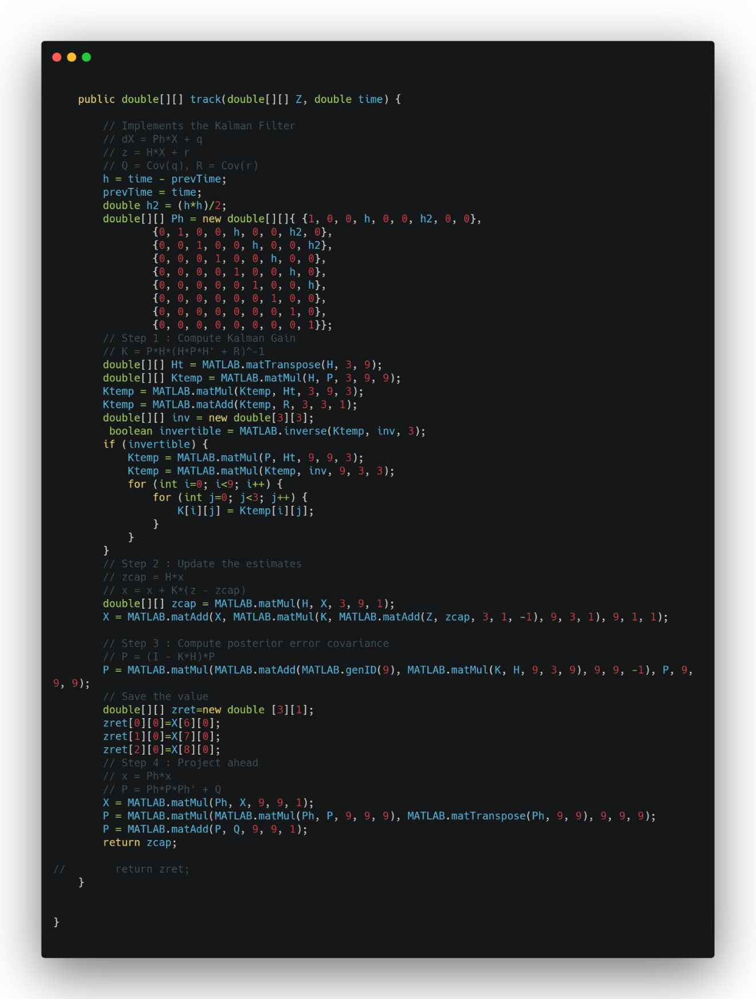 public double[][] track(double[][] Z, double time) {
// Implements the Kalman Filter
// dX = Ph*X + q
// z = H*X + r
// Q = Cov(q), R = Cov(r)
h = time - prevTime;
prevTime = time;
double h2 = (h*h)/2;
double[][] Ph = new double[][]{ {1, 0, 0, h, 0, 0, h2, 0, 0},
{0, 1, 0, 0, h, 0, 0, h2, 0},
{0, 0, 1, 0, 0, h, 0, 0, h2},
{0, 0, 0, 1, 0, 0, h, 0, 0},
{0, 0, 0, 0, 1, 0, 0, h, 0},
{0, 0, 0, 0, 0, 1, 0, 0, h},
{0, 0, 0, 0, 0, 0, 1, 0, 0},
{0, 0, 0, 0, 0, 0, 0, 1, 0},
{0, 0, 0, 0, 0, 0, 0, 0, 1}};
// Step 1 : Compute Kalman Gain
// K = P*H*(H*P*H' + R)^-1
double[][] Ht = MATLAB.matTranspose(H, 3, 9);
double[][] Ktemp = MATLAB.matMul(H, P, 3, 9, 9);
Ktemp = MATLAB.matMul(Ktemp, Ht, 3, 9, 3);
Ktemp = MATLAB.matAdd(Ktemp, R, 3, 3, 1);
double[][] inv = new double[3][3];
boolean invertible = MATLAB.inverse(Ktemp, inv, 3);
if (invertible) {
Ktemp = MATLAB.matMul(P, Ht, 9, 9, 3);
Ktemp = MATLAB.matMul(Ktemp, inv, 9, 3, 3);
for (int i=0; i<9; i++) {
for (int j=0; j<3; j++) {
K[i][j] = Ktemp[i][j];
}
}
}
// Step 2 : Update the estimates
// zcap = H*x
// x = x + K*(z - zcap)
double[][] zcap = MATLAB.matMul(H, X, 3, 9, 1);
X = MATLAB.matAdd(X, MATLAB.matMul(K, MATLAB.matAdd(Z, zcap, 3, 1, -1), 9, 3, 1), 9, 1, 1);
// Step 3 : Compute posterior error covariance
// P = (I - K*H)*P
P = MATLAB.matMul(MATLAB.matAdd(MATLAB.genID(9), MATLAB.matMul(K, H, 9, 3, 9), 9, 9, -1), P, 9,
9, 9);
// Save the value
double[][] zret=new double [3][1];
zret[0][0]=X[6][0];
zret[1][0]=X[7][0];
zret[2][0]=X[8][0];
// Step 4 : Project ahead
// x = Ph*x
// P = Ph*P*Ph' + Q
X = MATLAB.matMul(Ph, X, 9, 9, 1);
P = MATLAB.matMul(MATLAB.matMul(Ph, P, 9, 9, 9), MATLAB.matTranspose(Ph, 9, 9), 9, 9, 9);
P = MATLAB.matAdd(P, Q, 9, 9, 1);
return zcap;
// return zret;
}
}